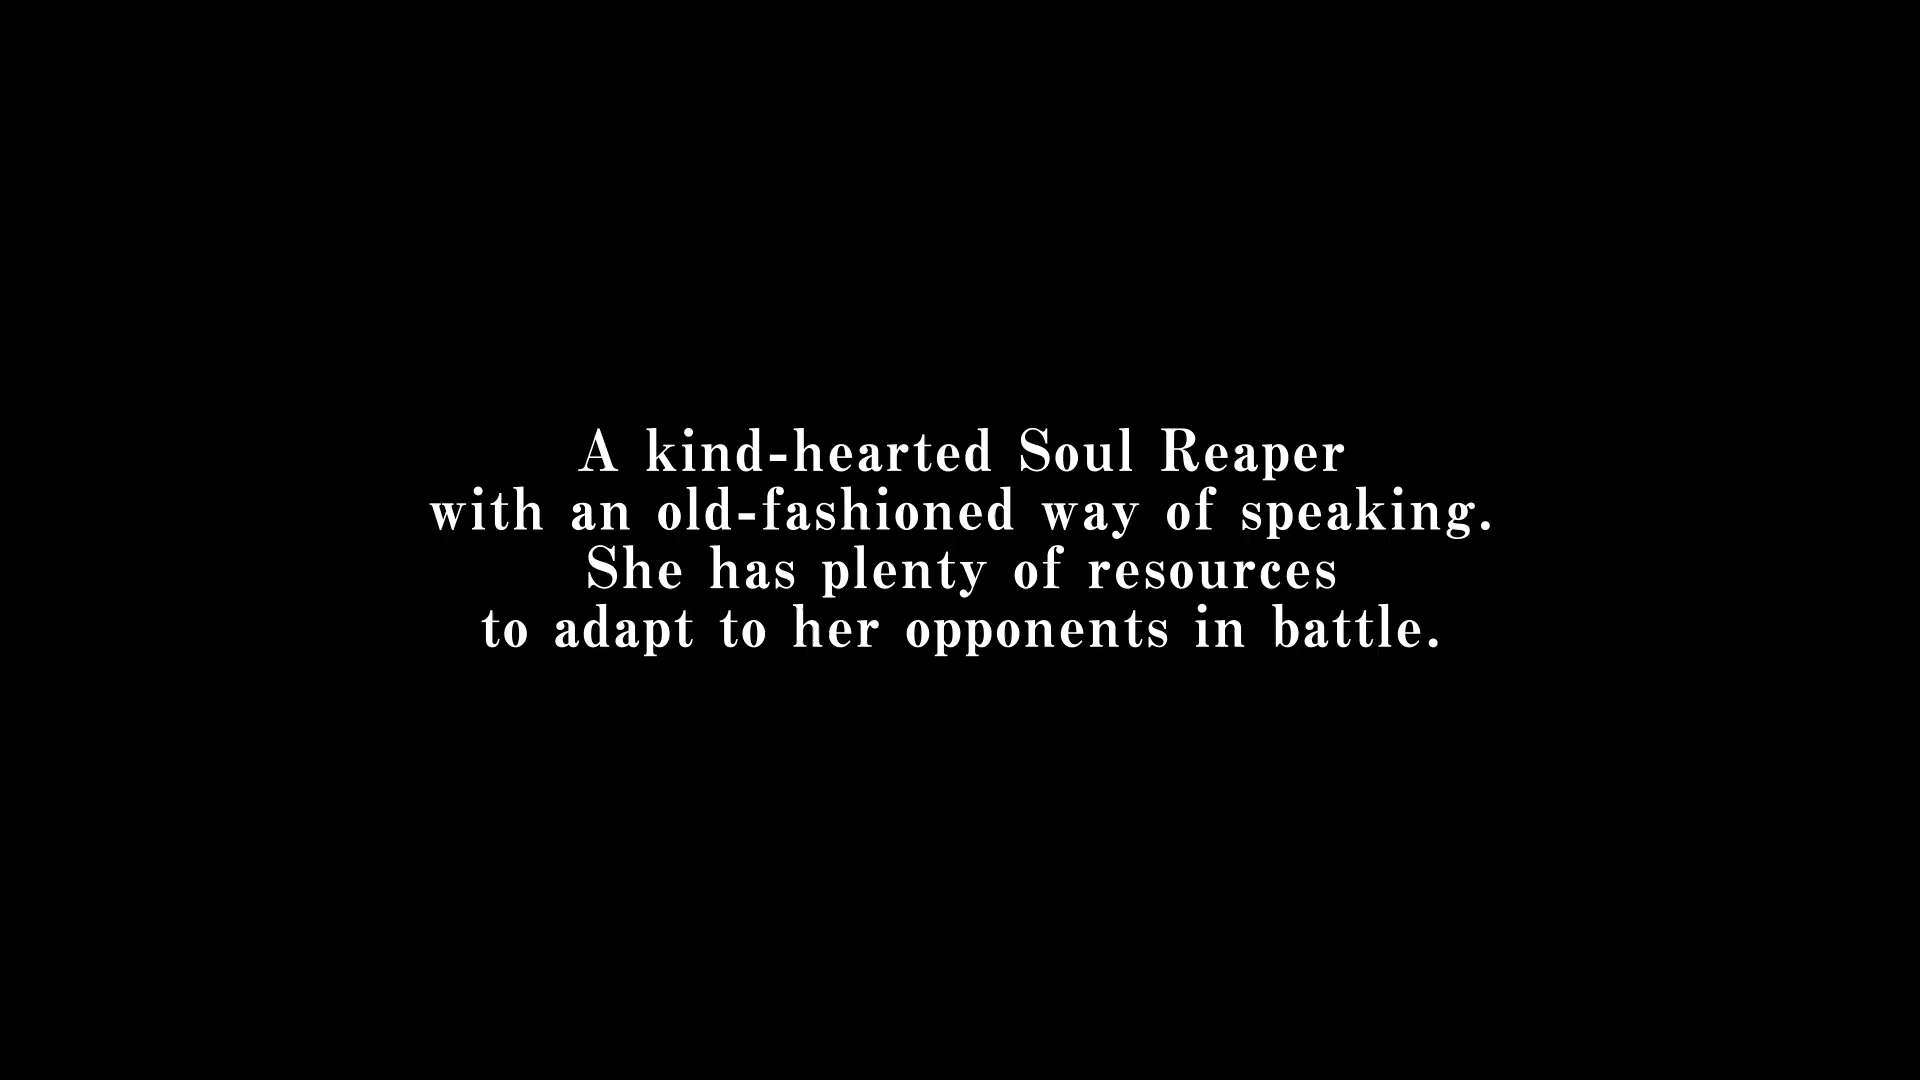 A kind-hearted Soul Reaper
with an old-fashioned way of speaking.
She has plenty of resources
to adapt to her opponents in battle.